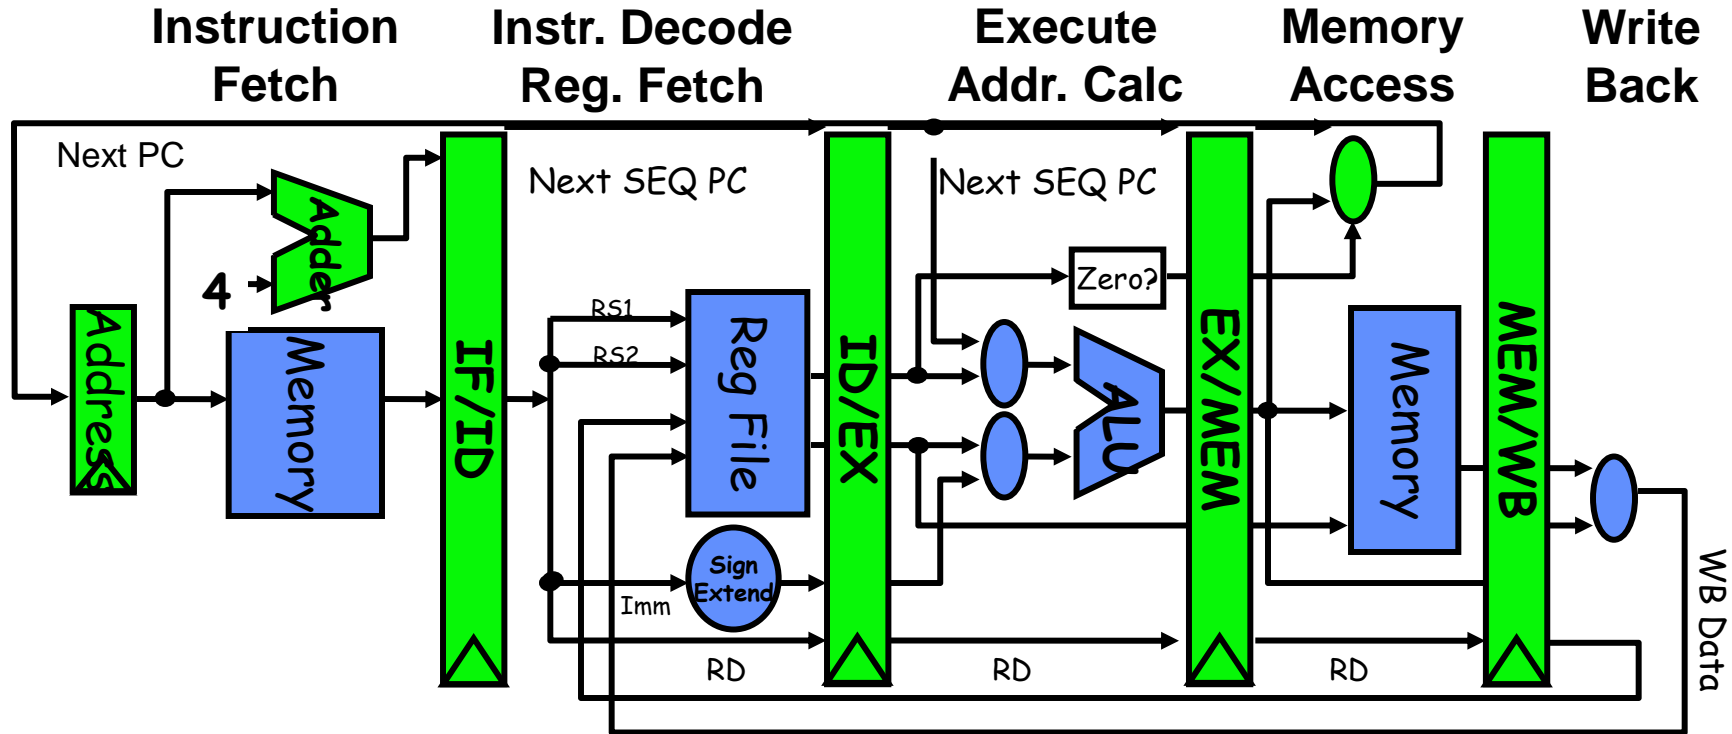 Instruction
Fetch
Instr. Decode
Reg. Fetch
Execute
Addr. Calc
Memory
Access
Write
Back
Next PC
Next SEQ PC
Next SEQ PC
Adder
4
Zero?
Address
Memory
IF/ID
RS1
RS2
Reg File
ID/EX
ALU
EX/MEM
Memory
MEM/WB
Sign
Extend
Imm
RD
RD
RD
WB Data